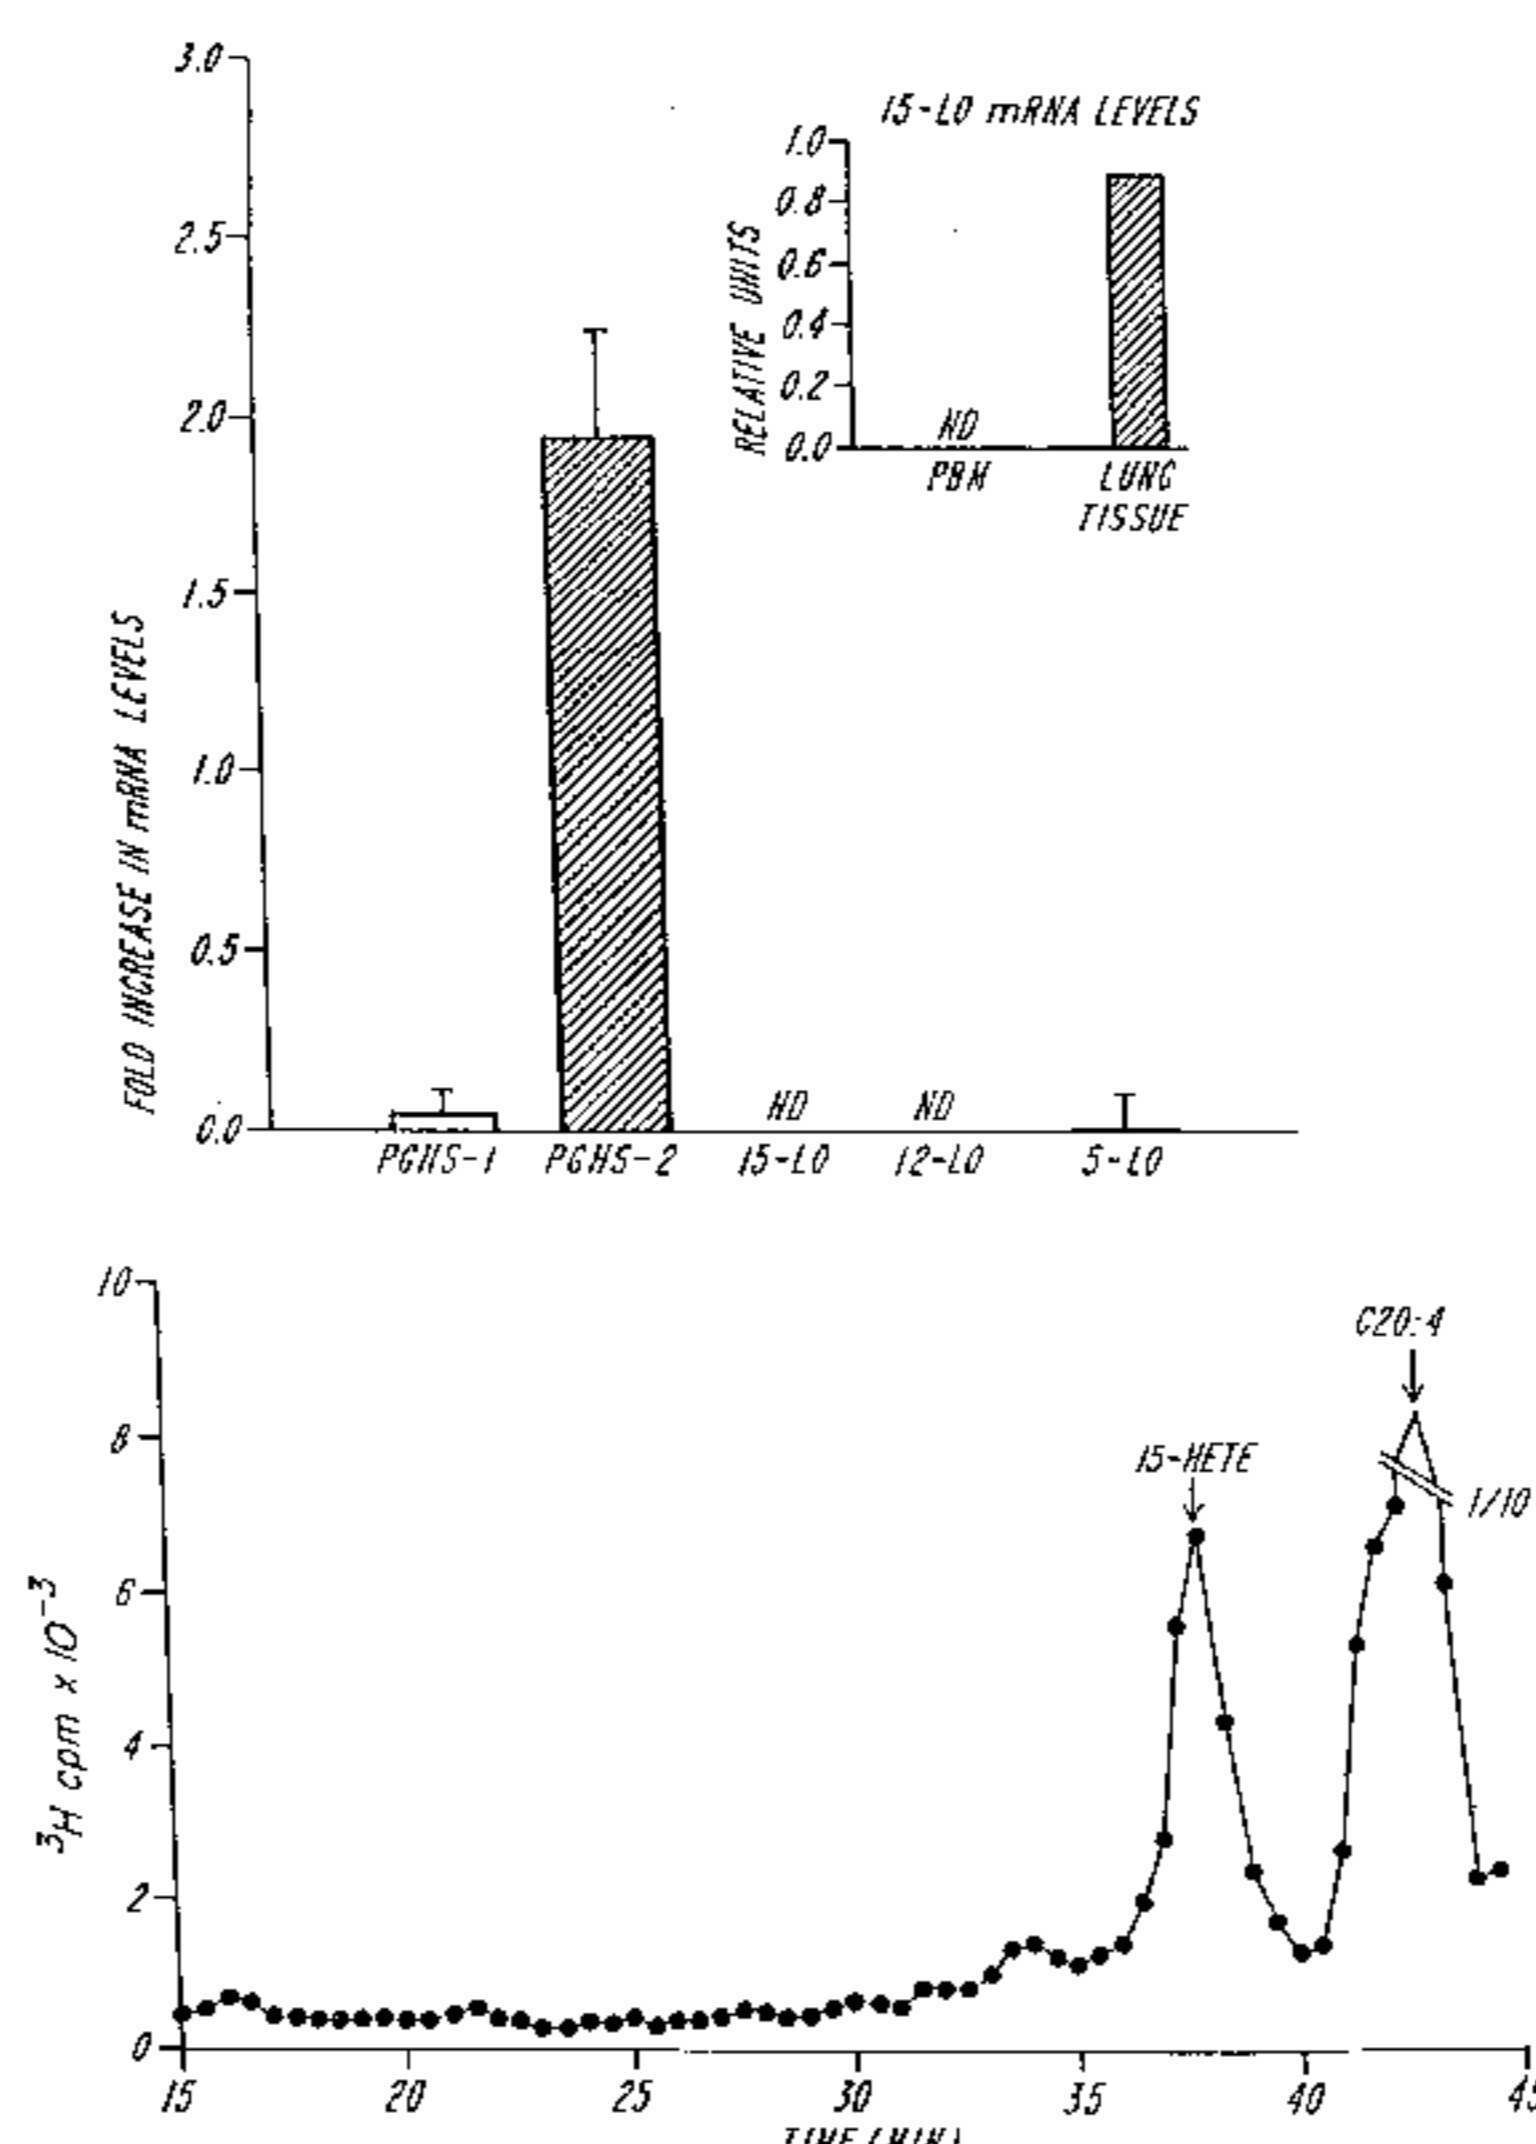 3.0
2.5
2.0
1.5
1.0
0.5
0.0
FOLD INCREASE IN mRNA LEVELS
PGHS-1 PGHS-2 15-LO 12-LO 5-LO
ND ND
15-LO mRNA LEVELS
1.0
0.8
0.6
0.4
0.2
0.0
RELATIVE UNITS
ND
PBM LUNG
TISSUE
10
8
6
4
2
0
³H cpm x 10⁻³
C20:4
15-HETE
1/10
15 20 25 30 35 40 45
TIME (MIN)